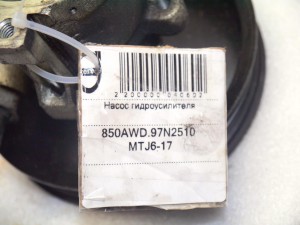 2 200000 040602
Насос гидроусилителя
850AWD.97N2510
MTJ6-17